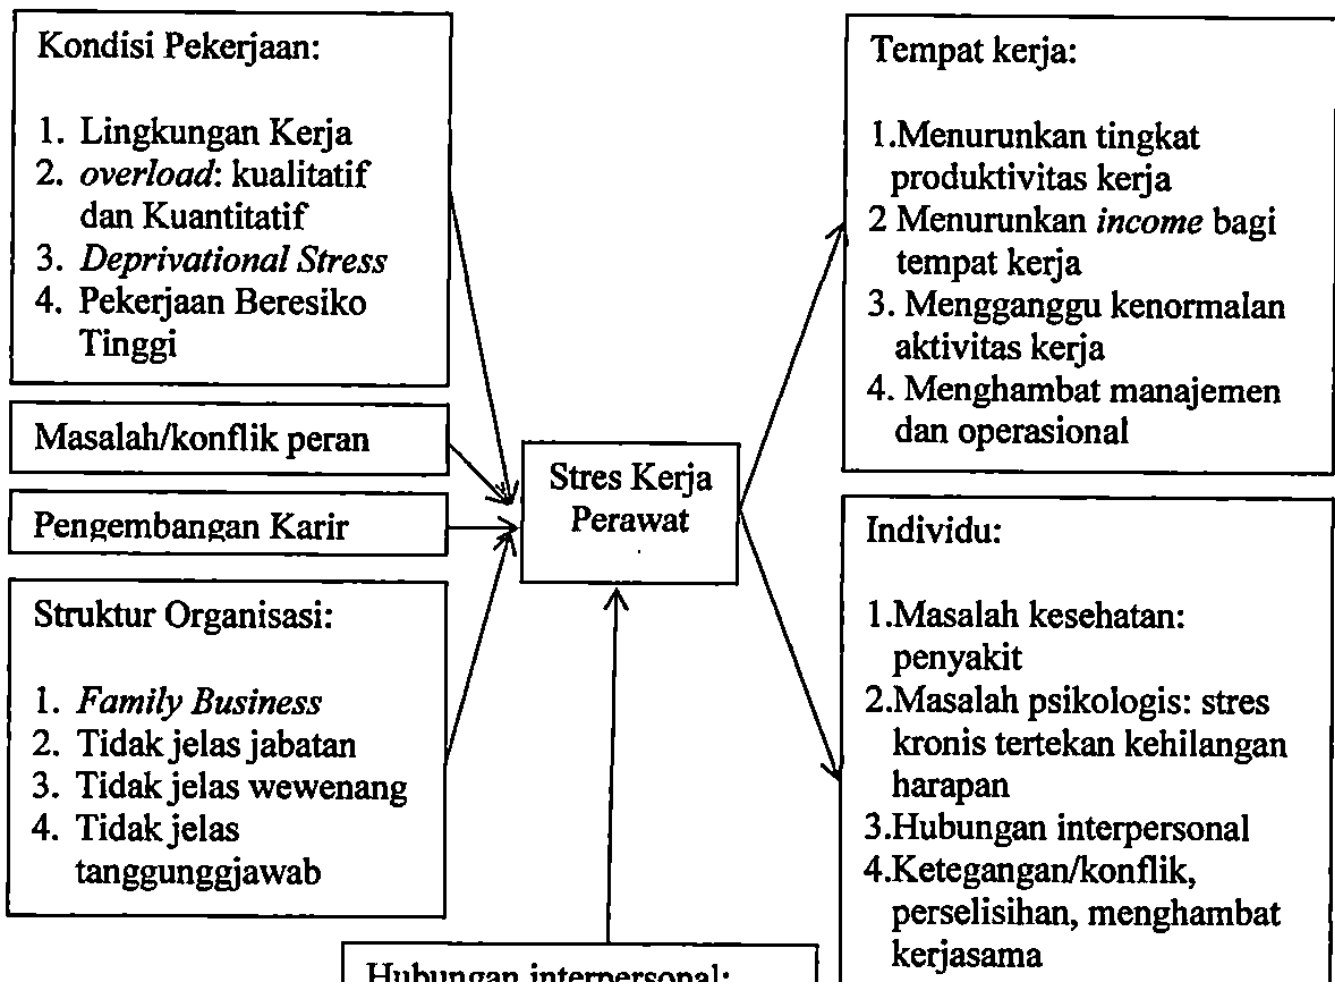 Kondisi Pekerjaan:
1. Lingkungan Kerja
2. overload: kualitatif
dan Kuantitatif
3. Deprivational Stress
4. Pekerjaan Beresiko
Tinggi
Masalah/konflik peran
Pengembangan Karir
Struktur Organisasi:
1. Family Business
2. Tidak jelas jabatan
3. Tidak jelas wewenang
4. Tidak jelas
tanggunggjawab
Stres Kerja
Perawat
Hubungan interpersonal:
Tempat kerja:
1.Menurunkan tingkat
produktivitas kerja
2 Menurunkan income bagi
tempat kerja
3. Mengganggu kenormalan
aktivitas kerja
4. Menghambat manajemen
dan operasional
Individu:
1.Masalah kesehatan:
penyakit
2.Masalah psikologis: stres
kronis tertekan kehilangan
harapan
3.Hubungan interpersonal
4.Ketegangan/konflik,
perselisihan, menghambat
kerjasama